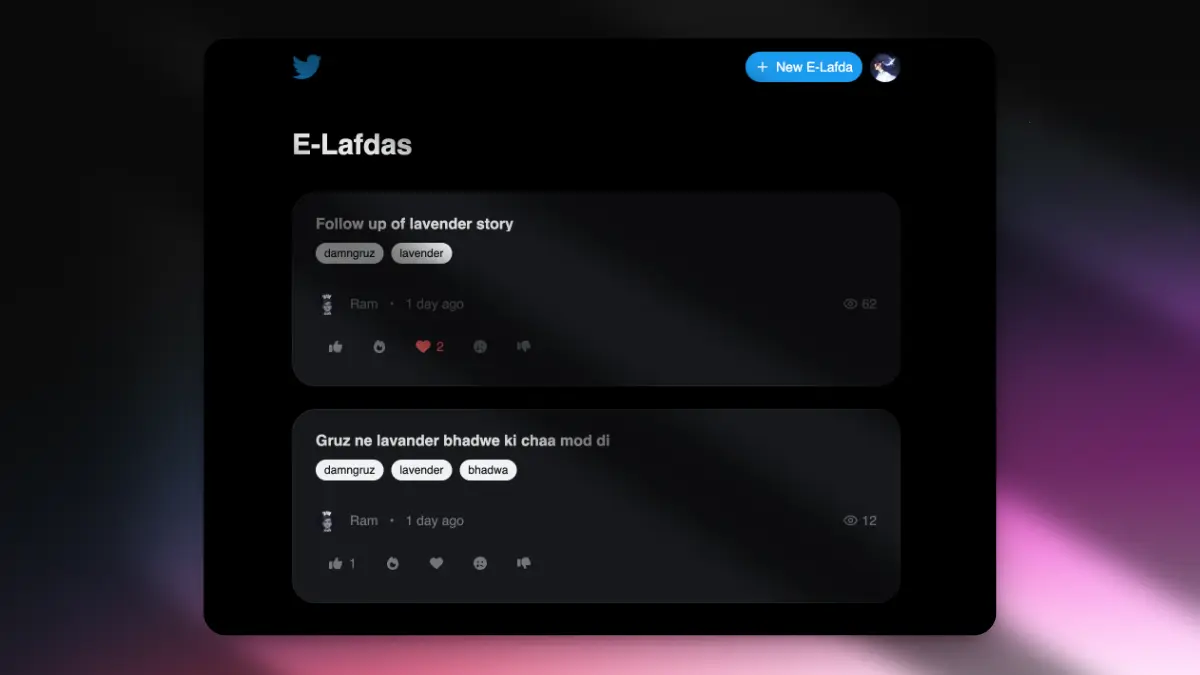 + New E-Lafda
E-Lafdas
Follow up of lavender story
damngruz lavender
Ram • 1 day ago 62
2
Gruz ne lavander bhadwe ki chaa mod di
damngruz lavender bhadwa
Ram • 1 day ago 12
1